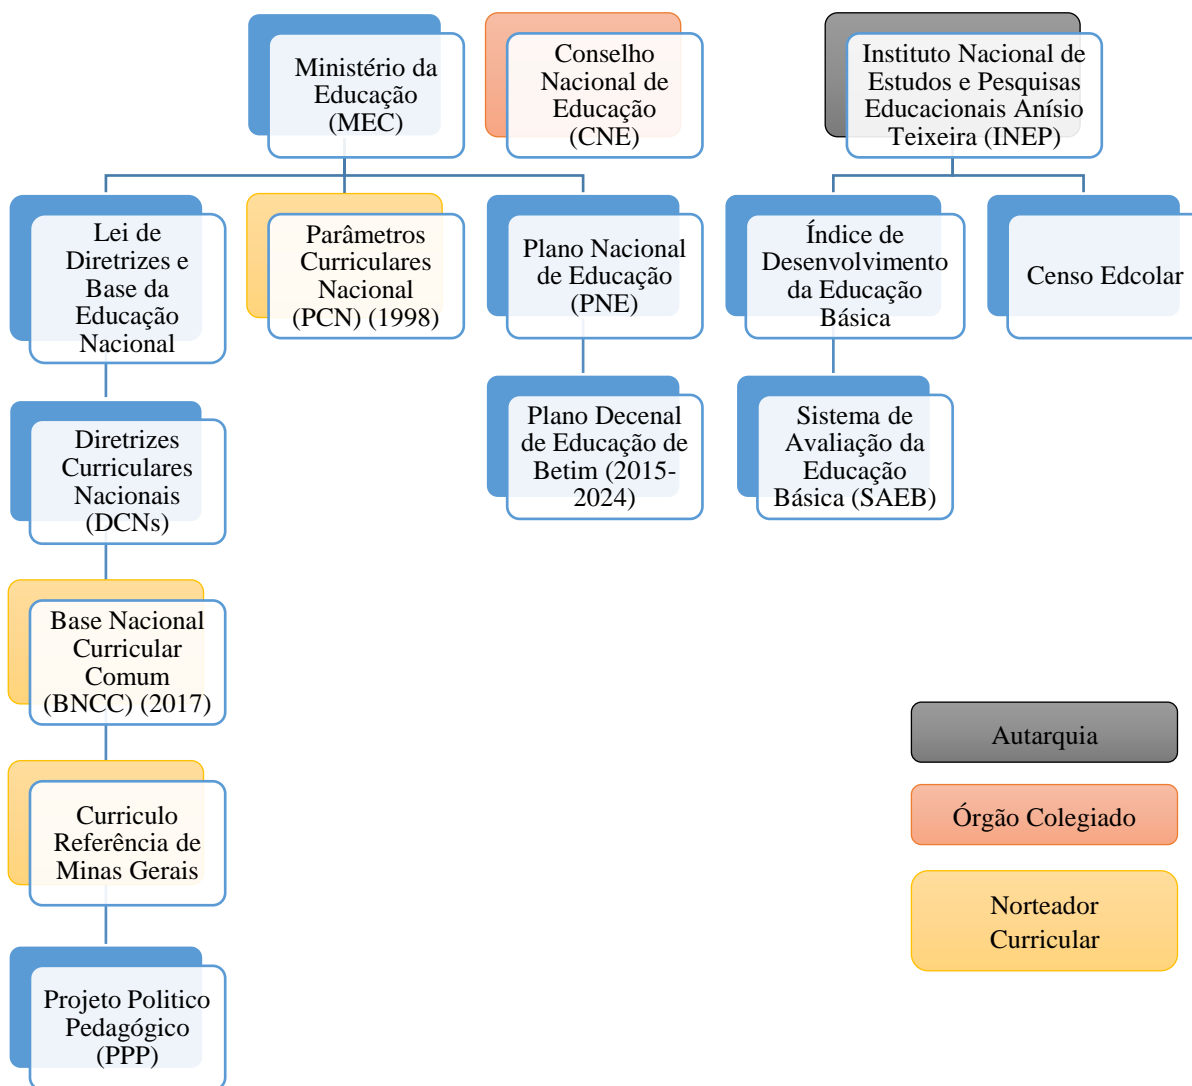 Ministério da
Educação
(MEC)
Conselho
Nacional de
Educação
(CNE)
Instituto Nacional de
Estudos e Pesquisas
Educacionais Anísio
Teixeira (INEP)
Lei de
Diretrizes e
Base da
Educação
Nacional
Parâmetros
Curriculares
Nacional
(PCN) (1998)
Plano Nacional
de Educação
(PNE)
Índice de
Desenvolvimento
da Educação
Básica
Censo Edcolar
Diretrizes
Curriculares
Nacionais
(DCNs)
Plano Decenal
de Educação de
Betim (2015-
2024)
Sistema de
Avaliação da
Educação
Básica (SAEB)
Base Nacional
Curricular
Comum
(BNCC) (2017)
Curriculo
Referência de
Minas Gerais
Projeto Politico
Pedagógico
(PPP)
Autarquia
Órgão Colegiado
Norteador
Curricular